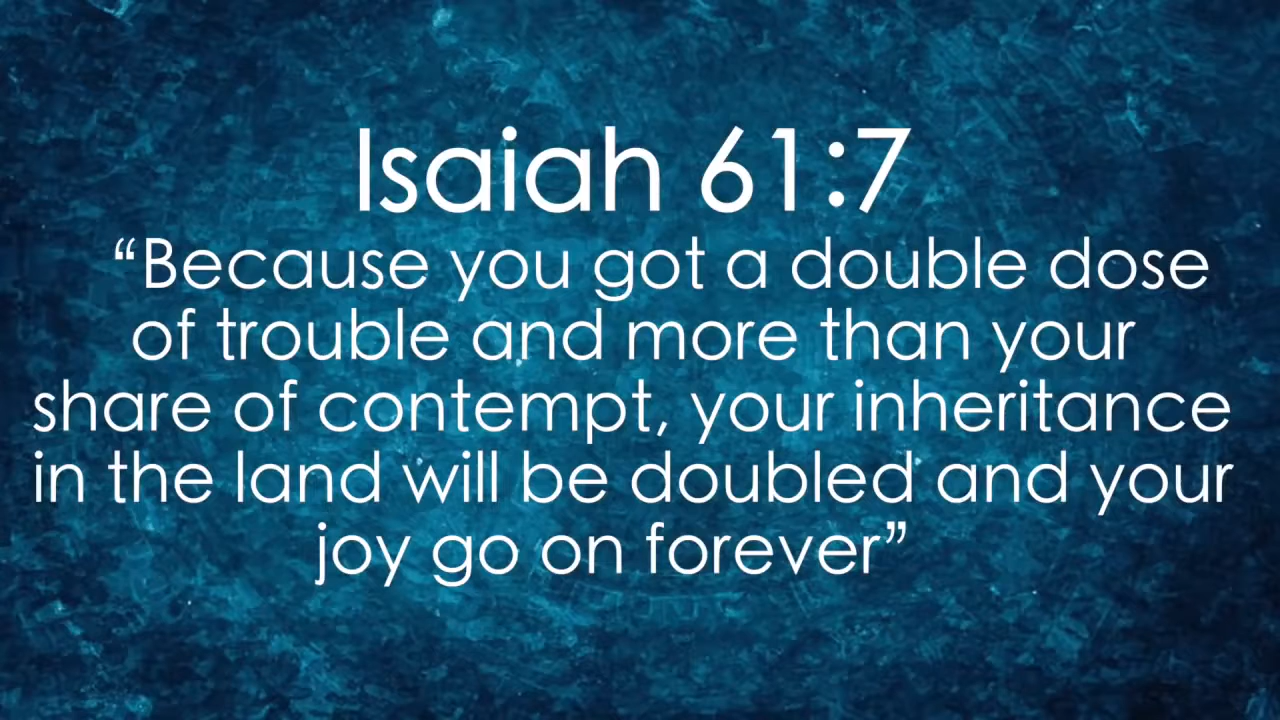 Isaiah 61:7
“Because you got a double dose
of trouble and more than your
share of contempt, your inheritance
in the land will be doubled and your
joy go on forever”